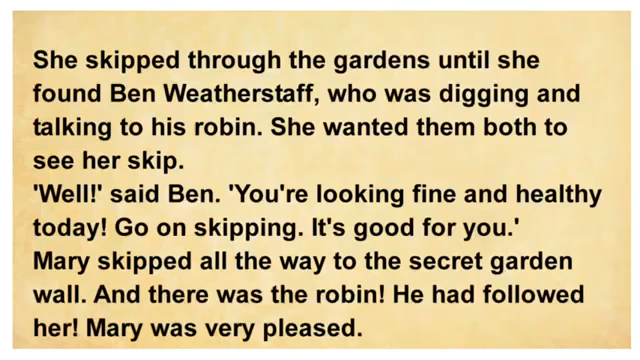 She skipped through the gardens until she
found Ben Weatherstaff, who was digging and
talking to his robin. She wanted them both to
see her skip.
'Well!' said Ben. 'You're looking fine and healthy
today! Go on skipping. It's good for you.'
Mary skipped all the way to the secret garden
wall. And there was the robin! He had followed
her! Mary was very pleased.